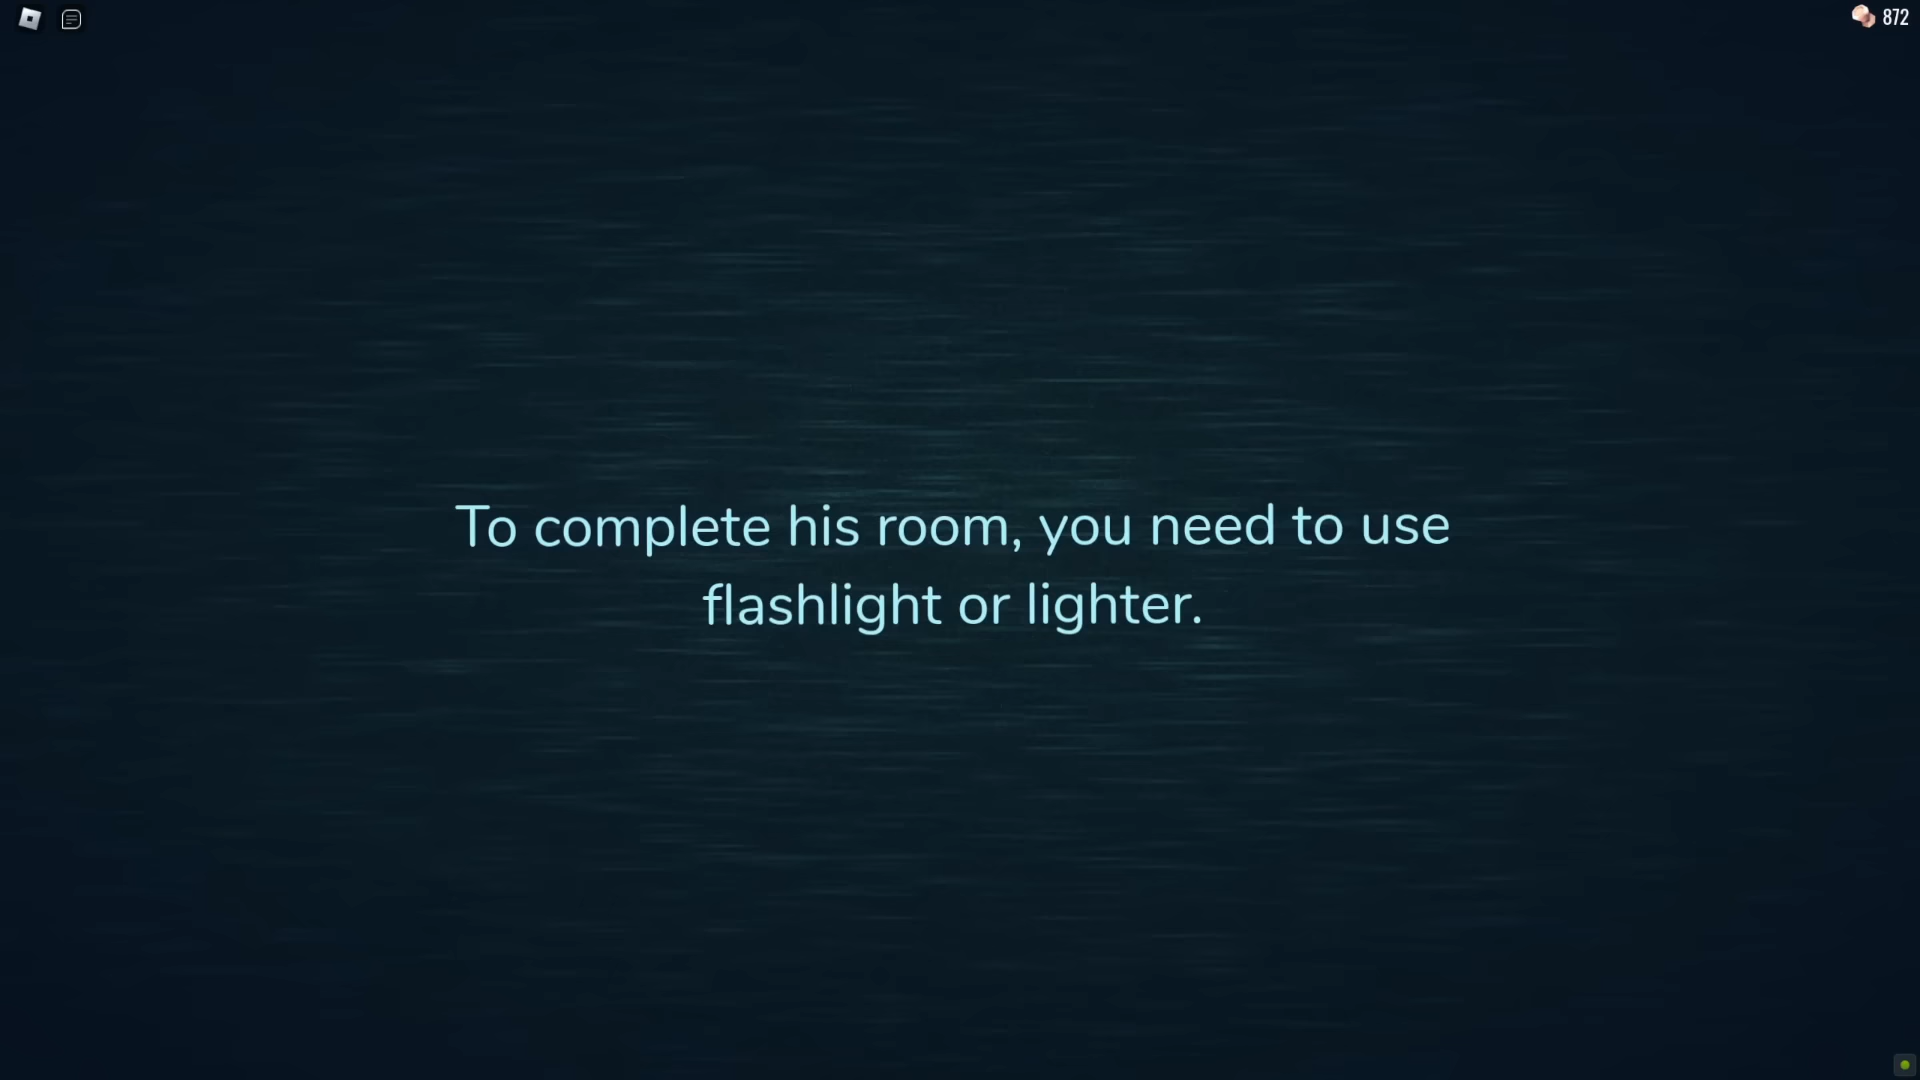 872
To complete his room, you need to use
flashlight or lighter.